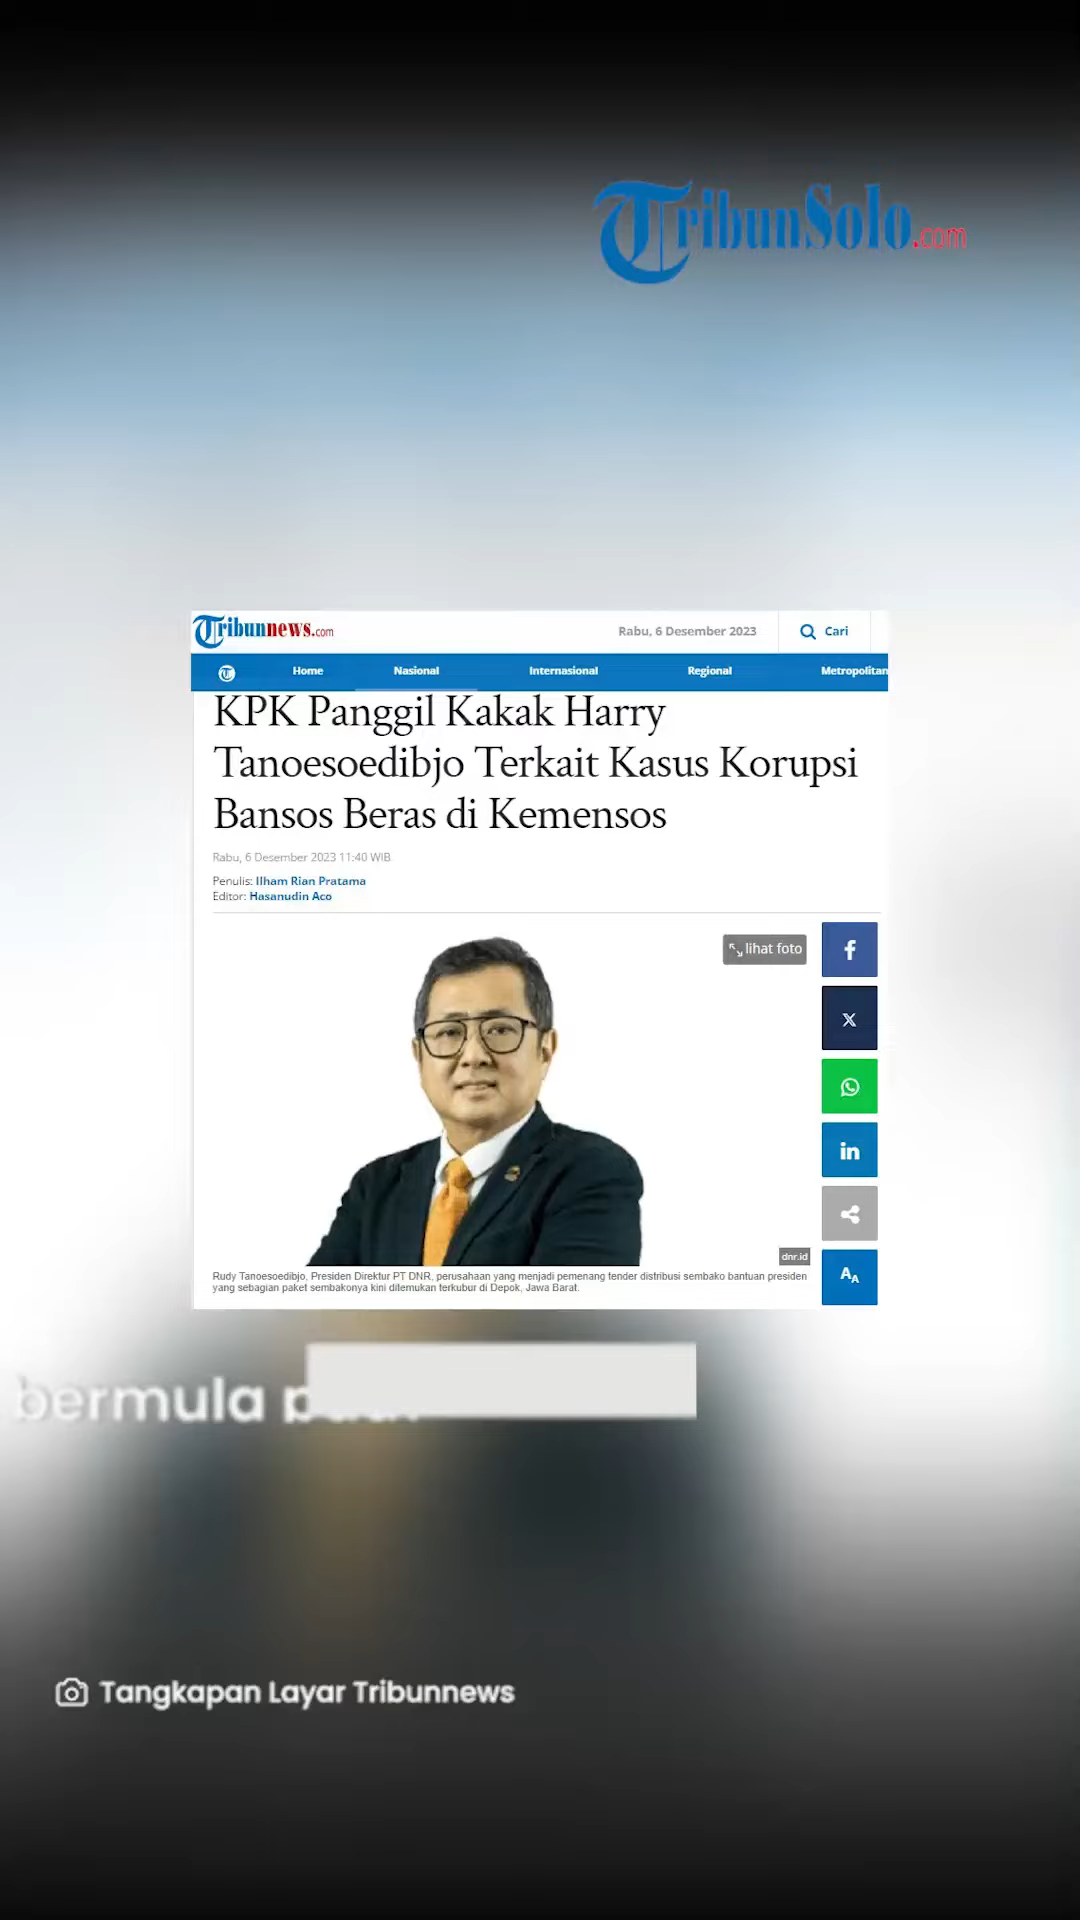 TribunSolo.com
Tribunnews.com
Rabu, 6 Desember 2023
Cari
Home Nasional Internasional Regional Metropolitan
KPK Panggil Kakak Harry
Tanoesoedibjo Terkait Kasus Korupsi
Bansos Beras di Kemensos
Rabu, 6 Desember 2023 11:40 WIB
Penulis: Ilham Rian Pratama
Editor: Hasanudin Aco
lihat foto
dnr.id
Rudy Tanoesoedibjo, Presiden Direktur PT DNR, perusahaan yang menjadi pemenang tender distribusi sembako bantuan presiden
yang sebagian paket sembakonya kini ditemukan terkubur di Depok, Jawa Barat.
bermula
Tangkapan Layar Tribunnews